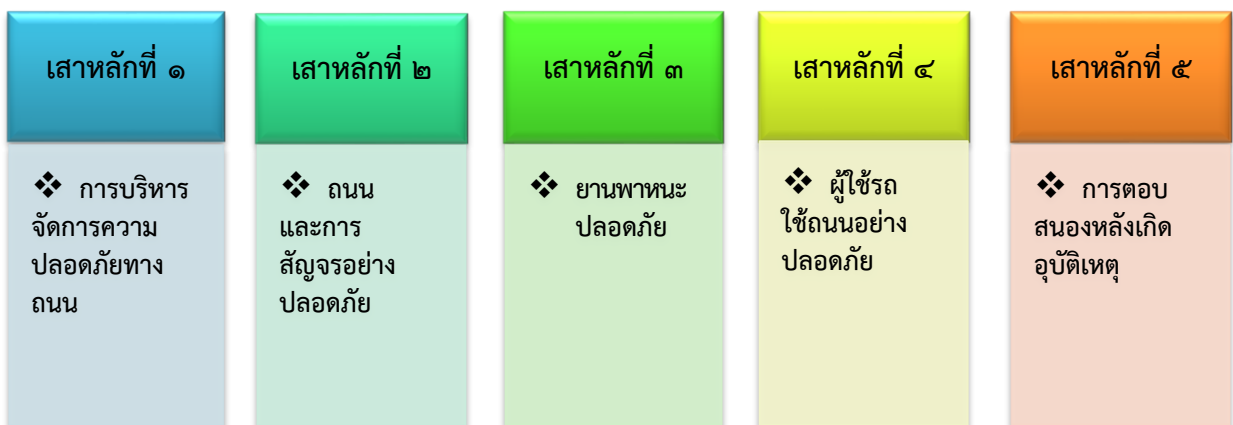 เสาหลักที่ ๑
❖ การบริหาร
จัดการความ
ปลอดภัยทาง
ถนน
เสาหลักที่ ๒
❖ ถนน
และการ
สัญจรอย่าง
ปลอดภัย
เสาหลักที่ ๓
❖ ยานพาหนะ
ปลอดภัย
เสาหลักที่ ๔
❖ ผู้ใช้รถ
ใช้ถนนอย่าง
ปลอดภัย
เสาหลักที่ ๕
❖ การตอบ
สนองหลังเกิด
อุบัติเหตุ